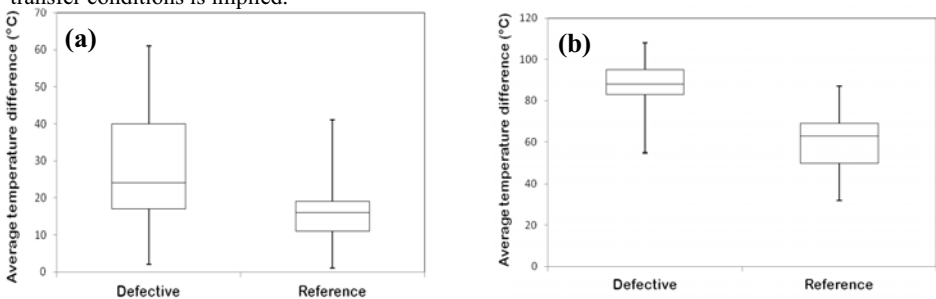 transfer conditions is implied.
(a)
Average temperature difference (°C)
70
60
50
40
30
20
10
0
Defective Reference
(b)
Average temperature difference (°C)
120
100
80
60
40
20
0
Defective Reference